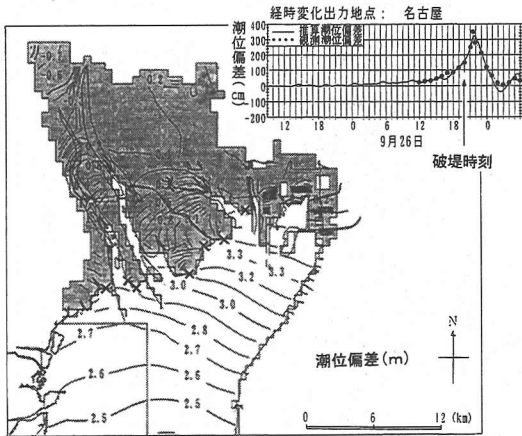 経時変化出力地点： 名古屋
潮位偏差(cm)
推算潮位偏差
観測潮位偏差
400
300
200
100
0
-100
-200
12 18 0 6 12 18 0
9月26日
破堤時刻
3.3
3.2
3.3
3.0
3.0
2.8
2.7
2.7
2.6
2.6
2.5
2.5
潮位偏差(m)
N
0 6 12 (km)